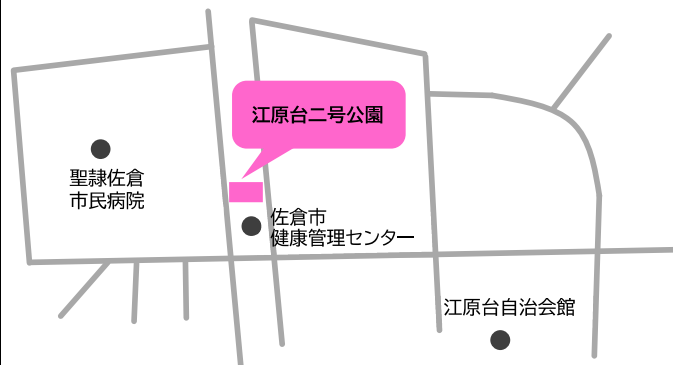 江原台二号公園
聖隷佐倉
市民病院
佐倉市
健康管理センター
江原台自治会館